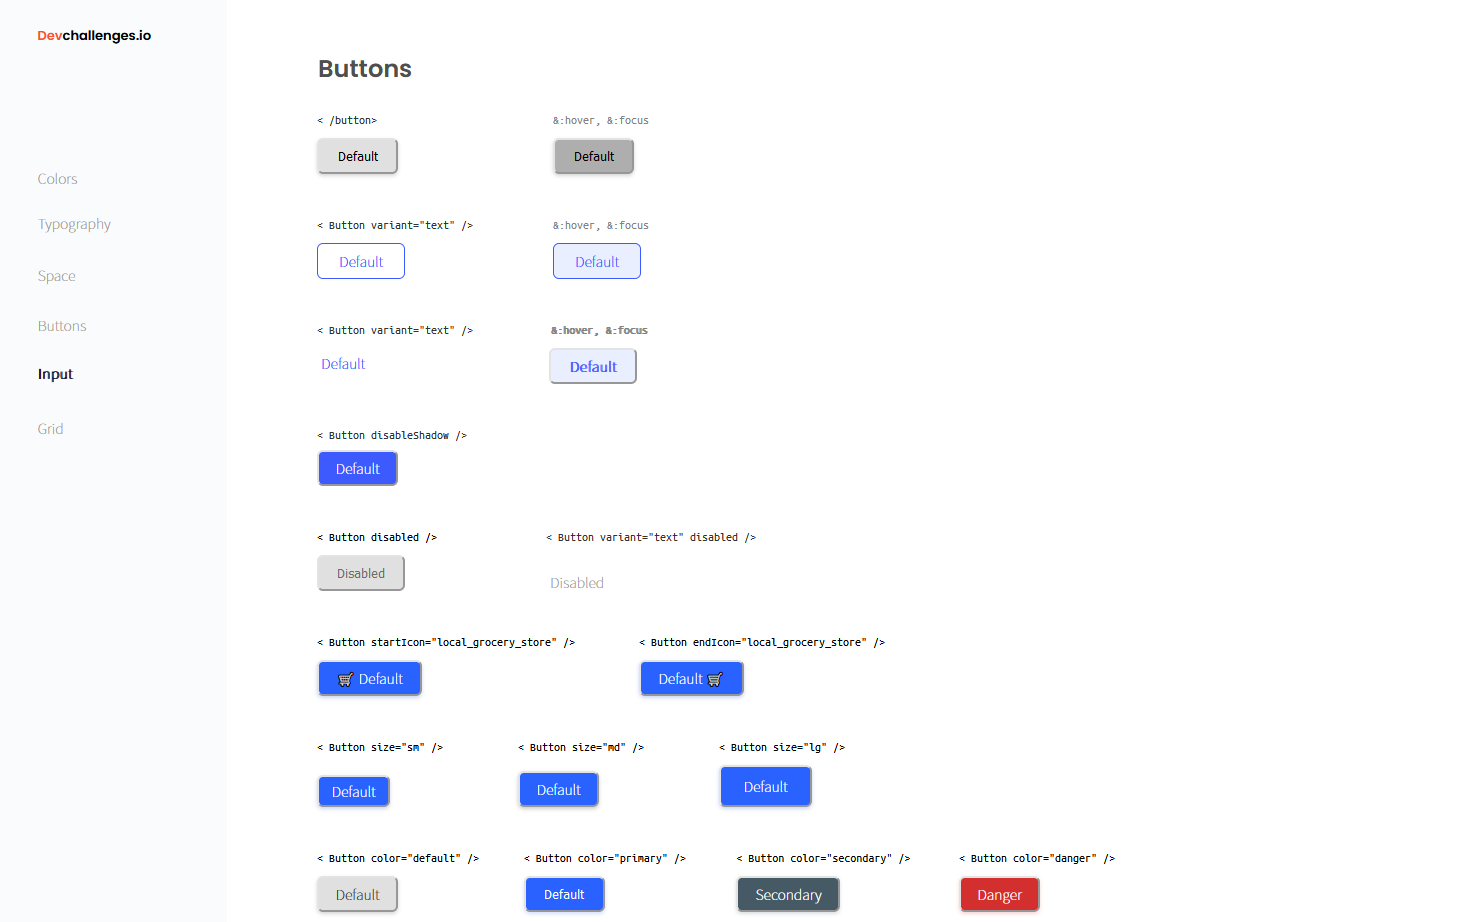 Devchallenges.io
Colors
Typography
Space
Buttons
Input
Grid
Buttons
< /button> &:hover, &:focus
Default Default
< Button variant="text" /> &:hover, &:focus
Default Default
< Button variant="text" /> &:hover, &:focus
Default Default
< Button disableShadow />
Default
< Button disabled /> < Button variant="text" disabled />
Disabled Disabled
< Button startIcon="local_grocery_store" /> < Button endIcon="local_grocery_store" />
Default Default
< Button size="sm" /> < Button size="md" /> < Button size="lg" />
Default Default Default
< Button color="default" /> < Button color="primary" /> < Button color="secondary" /> < Button color="danger" />
Default Default Secondary Danger